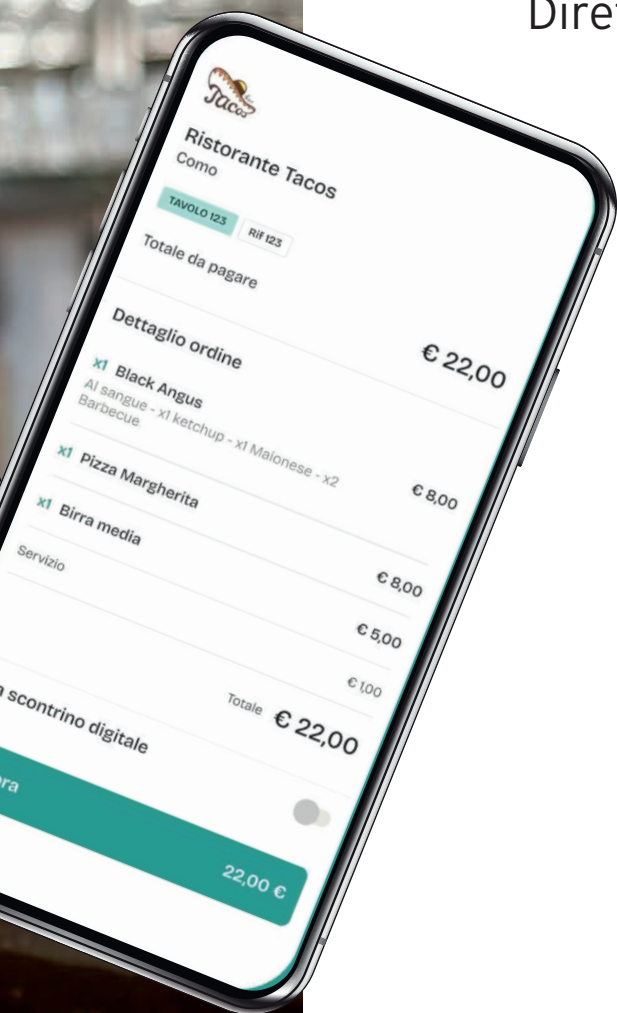 Tacos
Ristorante Tacos
Como
TAVOLO 123 Rif 123
Totale da pagare
€ 22,00
Dettaglio ordine
x1 Black Angus
Al sangue - x1 ketchup - x1 Maionese - x2
Barbecue
€ 8,00
x1 Pizza Margherita
€ 8,00
x1 Birra media
€ 5,00
Servizio
€ 1,00
Totale € 22,00
scontrino digitale
22,00 €